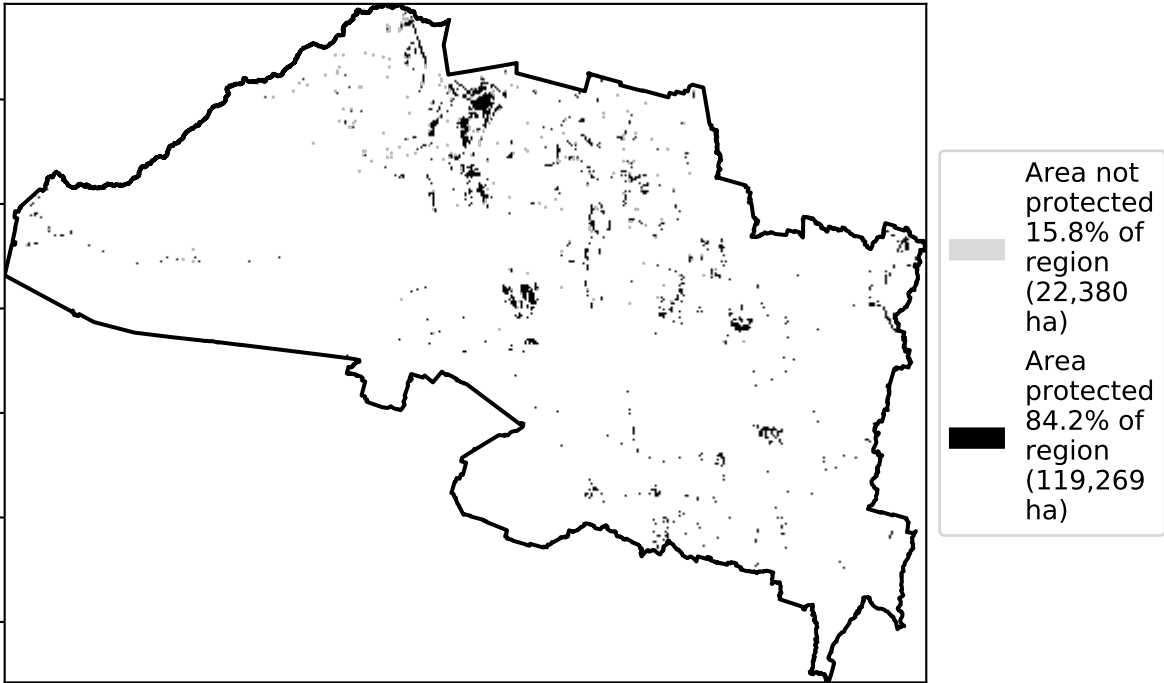 Area not
protected
15.8% of
region
(22,380
ha)
Area
protected
84.2% of
region
(119,269
ha)